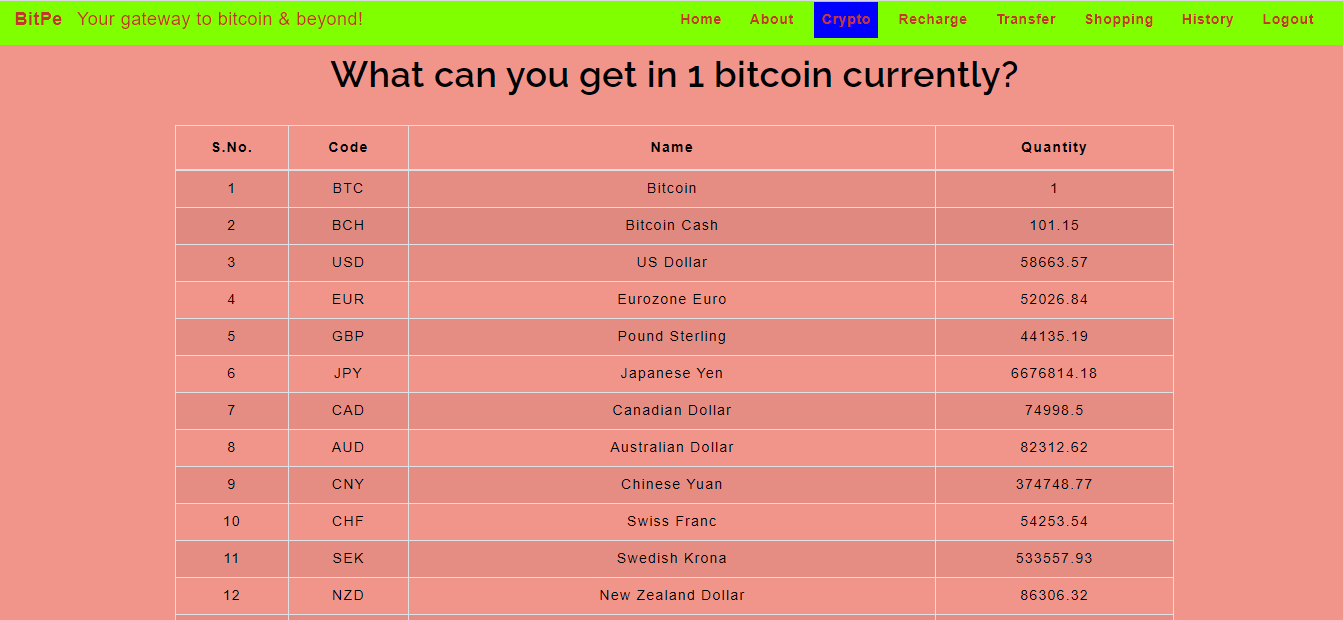 BitPe Your gateway to bitcoin & beyond! Home About Crypto Recharge Transfer Shopping History Logout
What can you get in 1 bitcoin currently?
S.No. Code Name Quantity
1 BTC Bitcoin 1
2 BCH Bitcoin Cash 101.15
3 USD US Dollar 58663.57
4 EUR Eurozone Euro 52026.84
5 GBP Pound Sterling 44135.19
6 JPY Japanese Yen 6676814.18
7 CAD Canadian Dollar 74998.5
8 AUD Australian Dollar 82312.62
9 CNY Chinese Yuan 374748.77
10 CHF Swiss Franc 54253.54
11 SEK Swedish Krona 533557.93
12 NZD New Zealand Dollar 86306.32